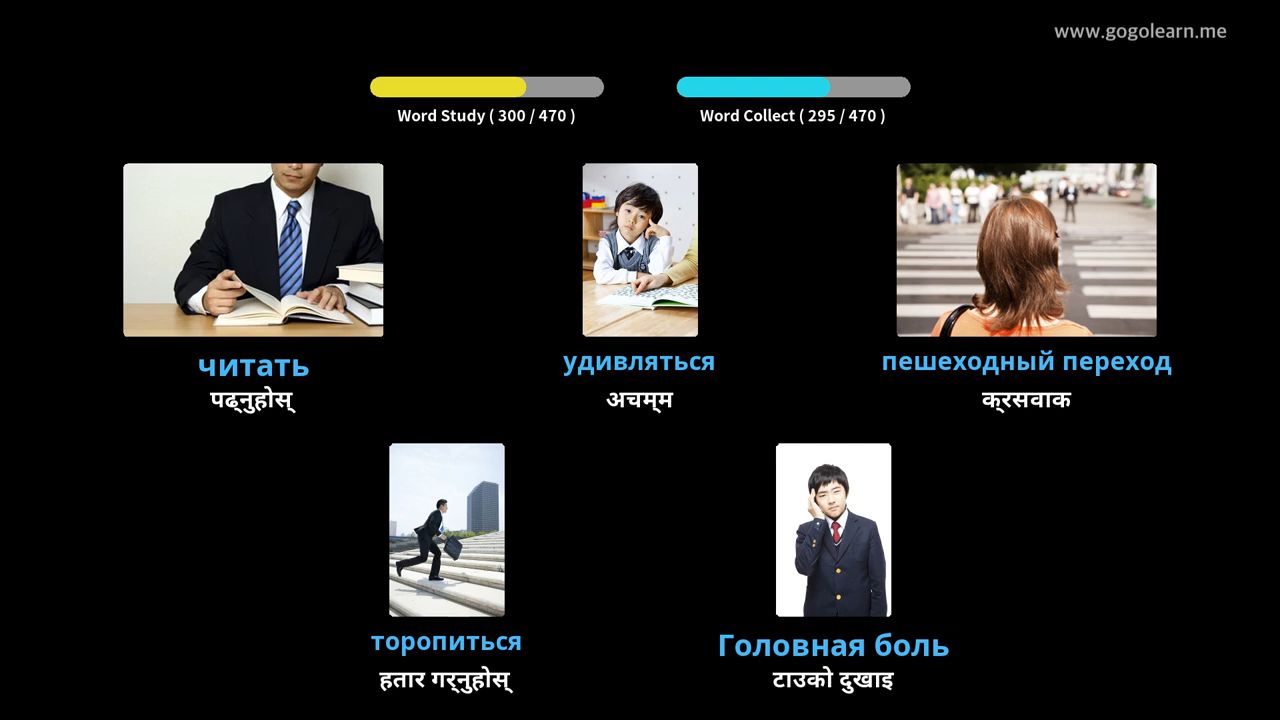 www.gogolearn.me
Word Study ( 300 / 470 )
Word Collect ( 295 / 470 )
читать
पढ्नुहोस्
удивляться
अचम्म
пешеходный переход
क्रसवाक
торопиться
हतार गर्नुहोस्
Головная боль
टाउको दुखाइ